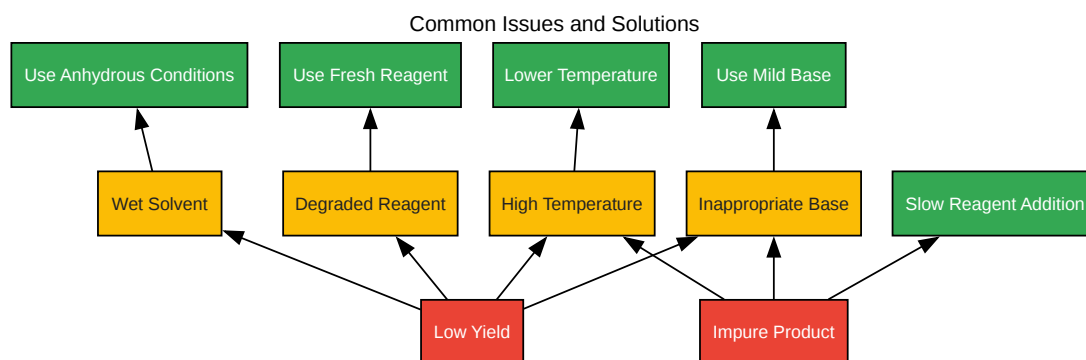 Common Issues and Solutions
Use Anhydrous Conditions
Use Fresh Reagent
Lower Temperature
Use Mild Base
Wet Solvent
Degraded Reagent
High Temperature
Inappropriate Base
Slow Reagent Addition
Low Yield
Impure Product